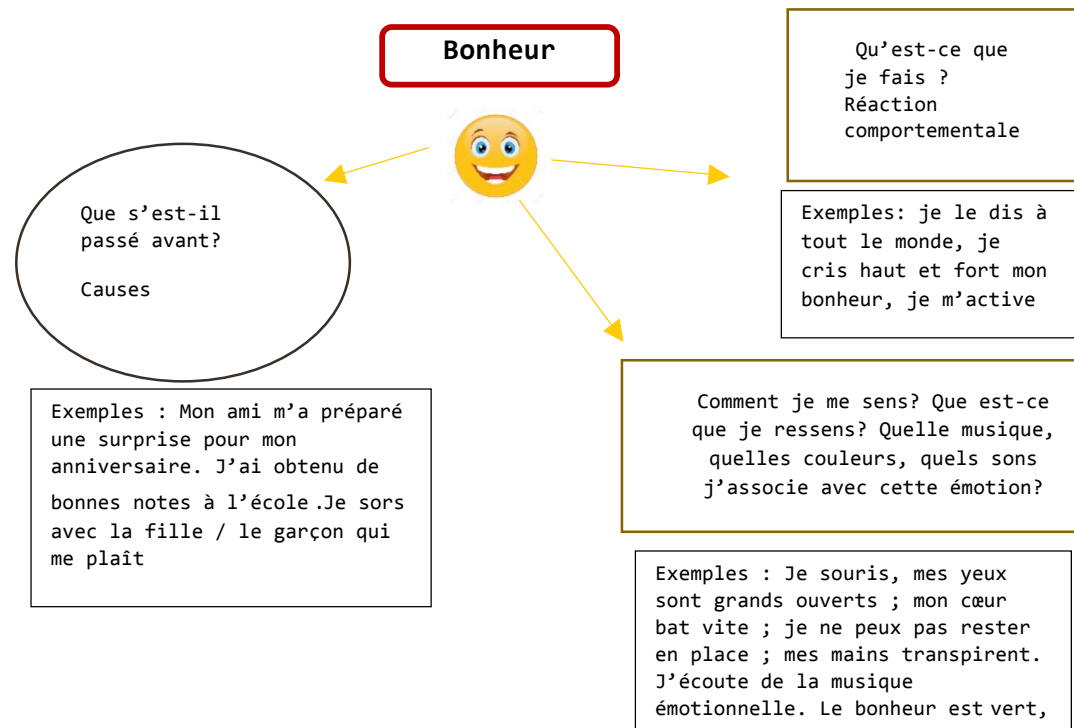 Bonheur
Qu’est-ce que
je fais ?
Réaction
comportementale
Que s’est-il
passé avant?
Causes
Exemples: je le dis à
tout le monde, je
cris haut et fort mon
bonheur, je m’active
Exemples : Mon ami m’a préparé
une surprise pour mon
anniversaire. J’ai obtenu de
bonnes notes à l’école .Je sors
avec la fille / le garçon qui
me plaît
Comment je me sens? Que est-ce
que je ressens? Quelle musique,
quelles couleurs, quels sons
j’associe avec cette émotion?
Exemples : Je souris, mes yeux
sont grands ouverts ; mon cœur
bat vite ; je ne peux pas rester
en place ; mes mains transpirent.
J’écoute de la musique
émotionnelle. Le bonheur est vert,